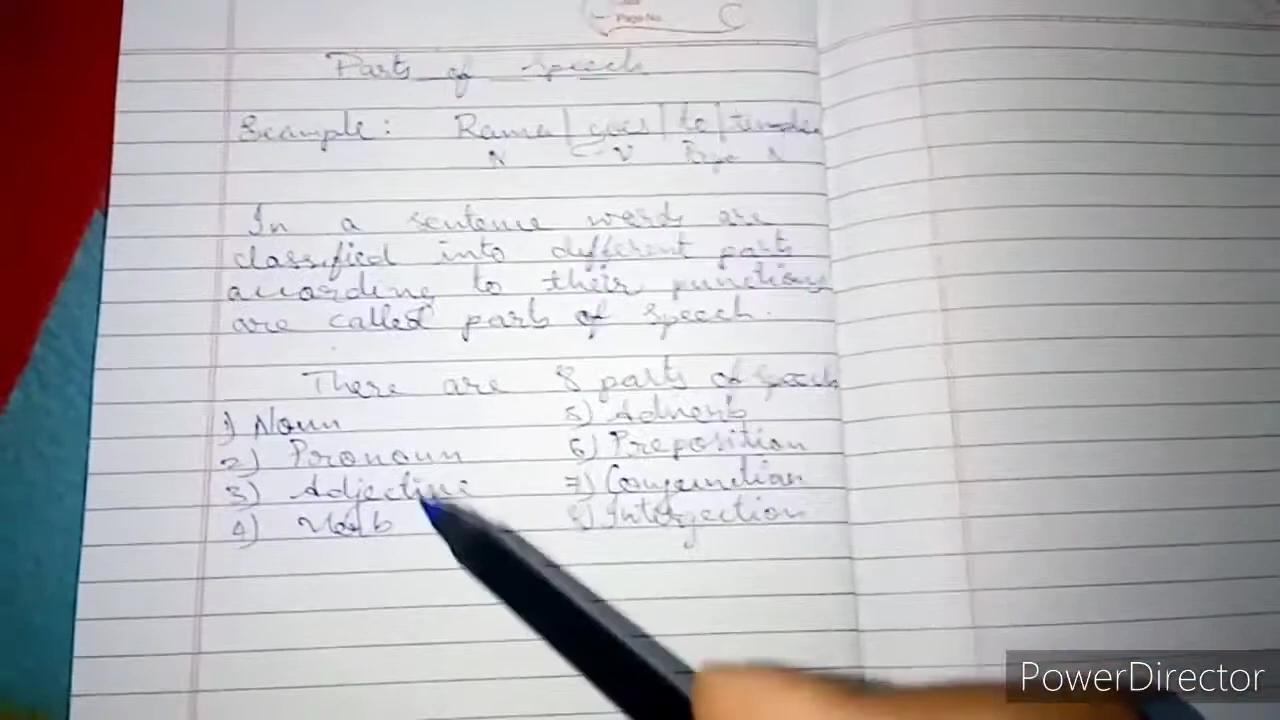 Page No.
C
Parts of speech
Example: Rama | goes | to | temple
N V Pre N
In a sentence words are
classified into different parts
according to their punctions
are called parts of speech.
There are 8 parts of speech
1) Noun 5) Adverb
2) Pronoun 6) Preposition
3) Adjective 7) Conjunction
4) Verb 8) Interjection
PowerDirector